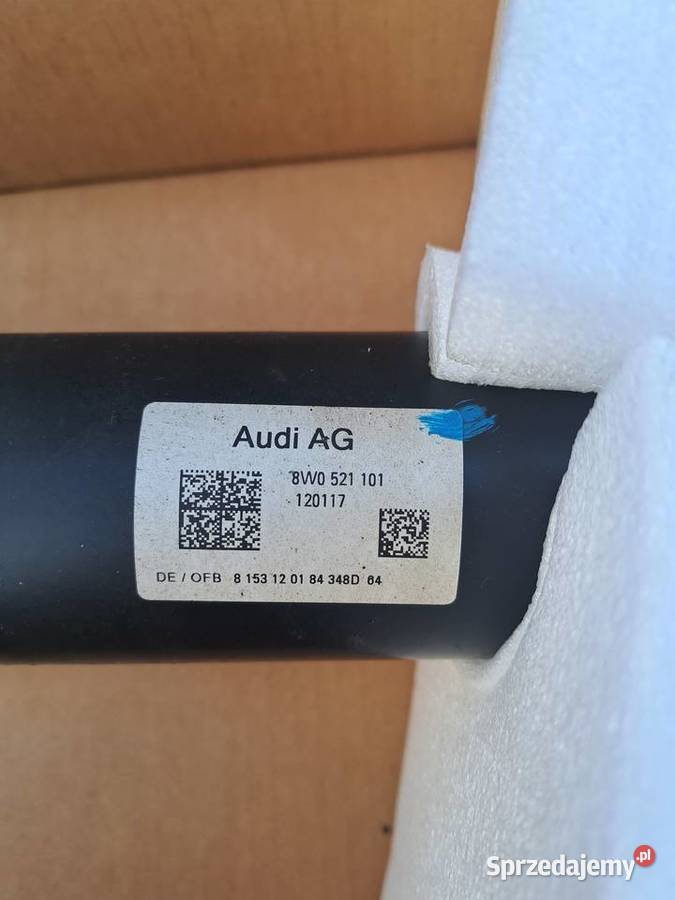 Audi AG
8W0 521 101
120117
DE / OFB 8 153 12 01 84 348D 64
Sprzedajemy.pl